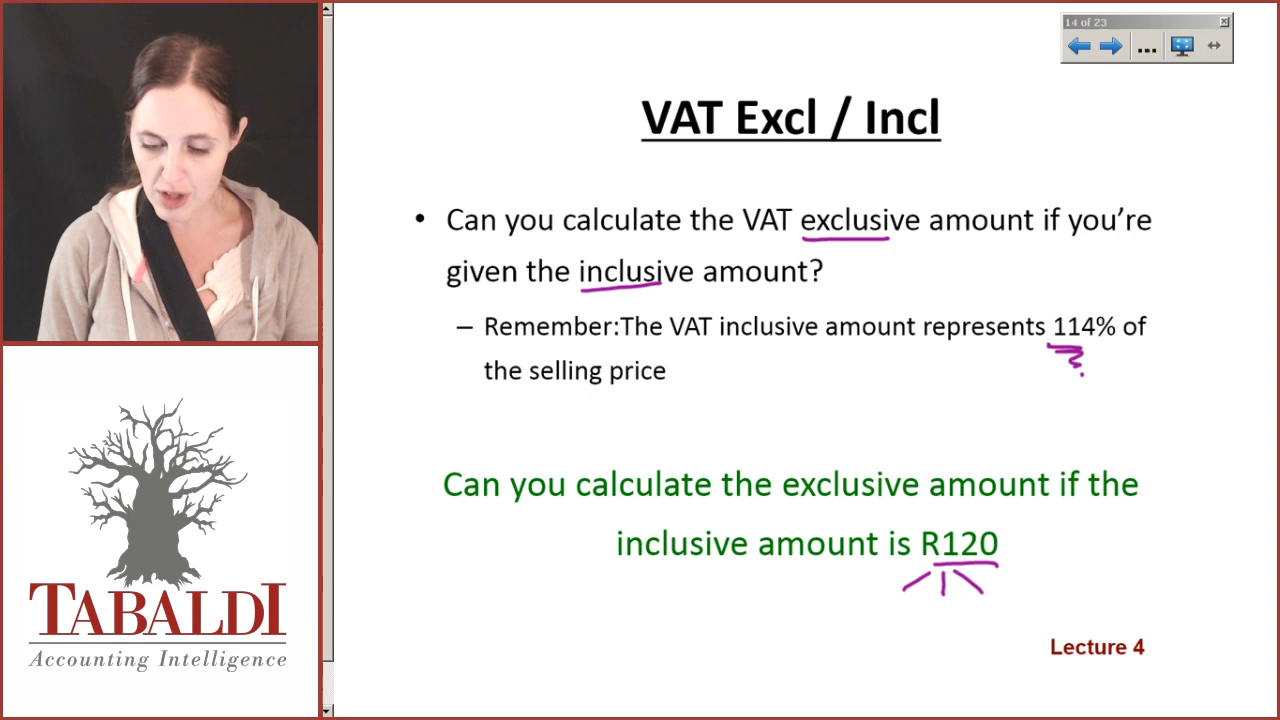 14 of 23
VAT Excl / Incl
• Can you calculate the VAT exclusive amount if you’re
given the inclusive amount?
– Remember:The VAT inclusive amount represents 114% of
the selling price
Can you calculate the exclusive amount if the
inclusive amount is R120
Lecture 4
TABALDI
Accounting Intelligence